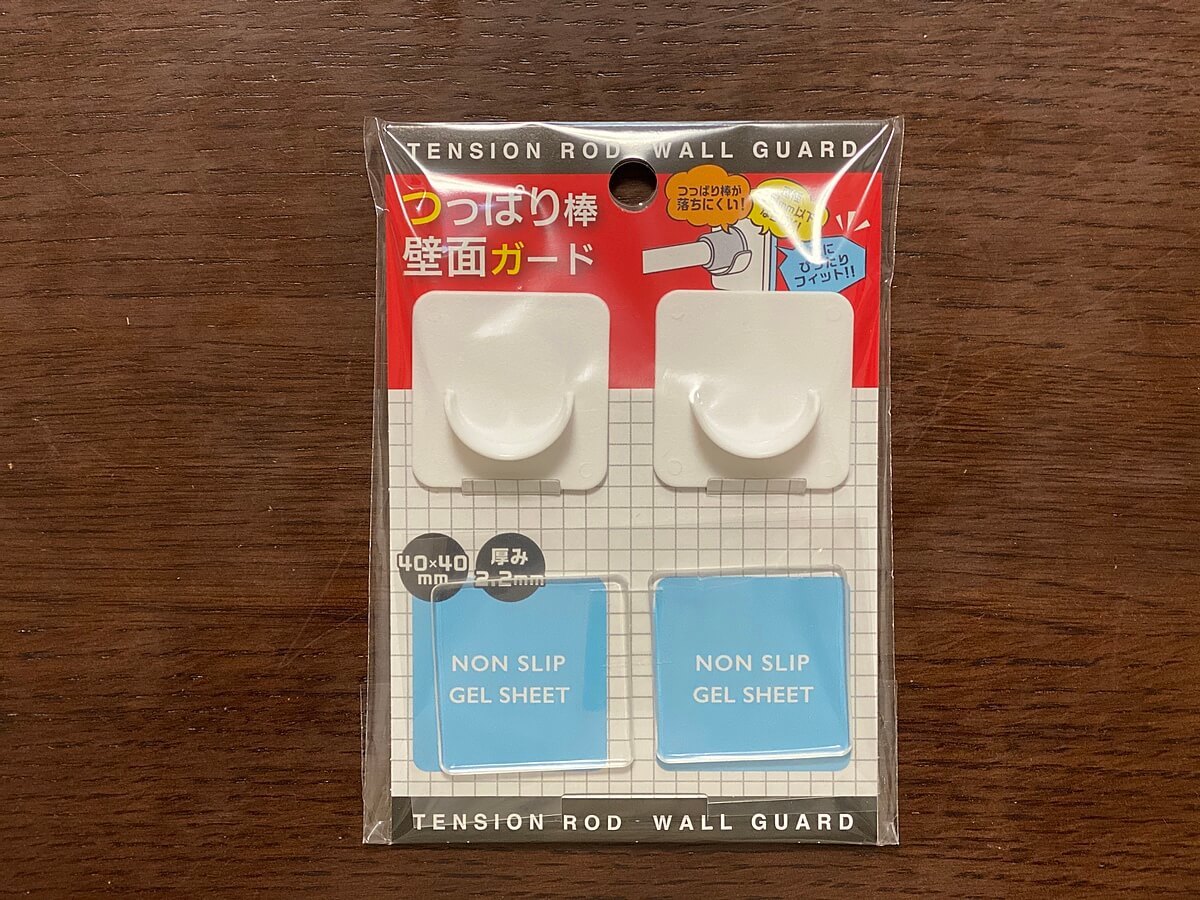 TENSION ROD WALL GUARD
つっぱり棒
壁面ガード
つっぱり棒が
落ちにくい!
に
ぴったり
フィット!!
40×40
mm
厚み
2.2mm
NON SLIP
GEL SHEET
NON SLIP
GEL SHEET
TENSION ROD WALL GUARD